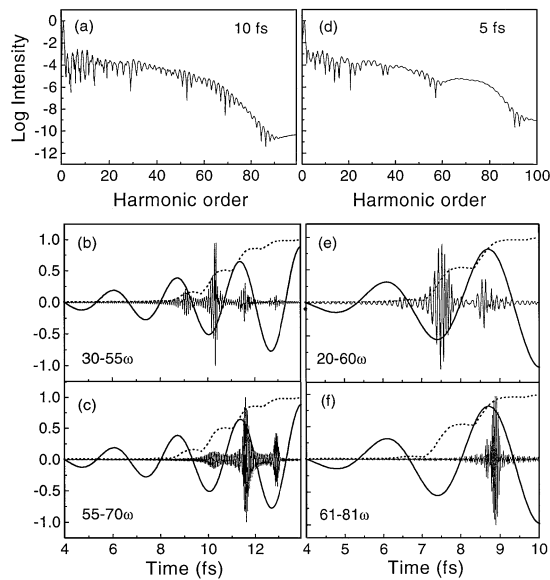 (a)
10 fs
0
-2
-4
-6
-8
-10
-12
Log Intensity
0 20 40 60 80
Harmonic order
(d)
5 fs
0 20 40 60 80 100
Harmonic order
(b)
1.0
0.5
0.0
-0.5
-1.0
30-55ω
(e)
20-60ω
(c)
1.0
0.5
0.0
-0.5
-1.0
55-70ω
4 6 8 10 12
Time (fs)
(f)
61-81ω
4 5 6 7 8 9 10
Time (fs)